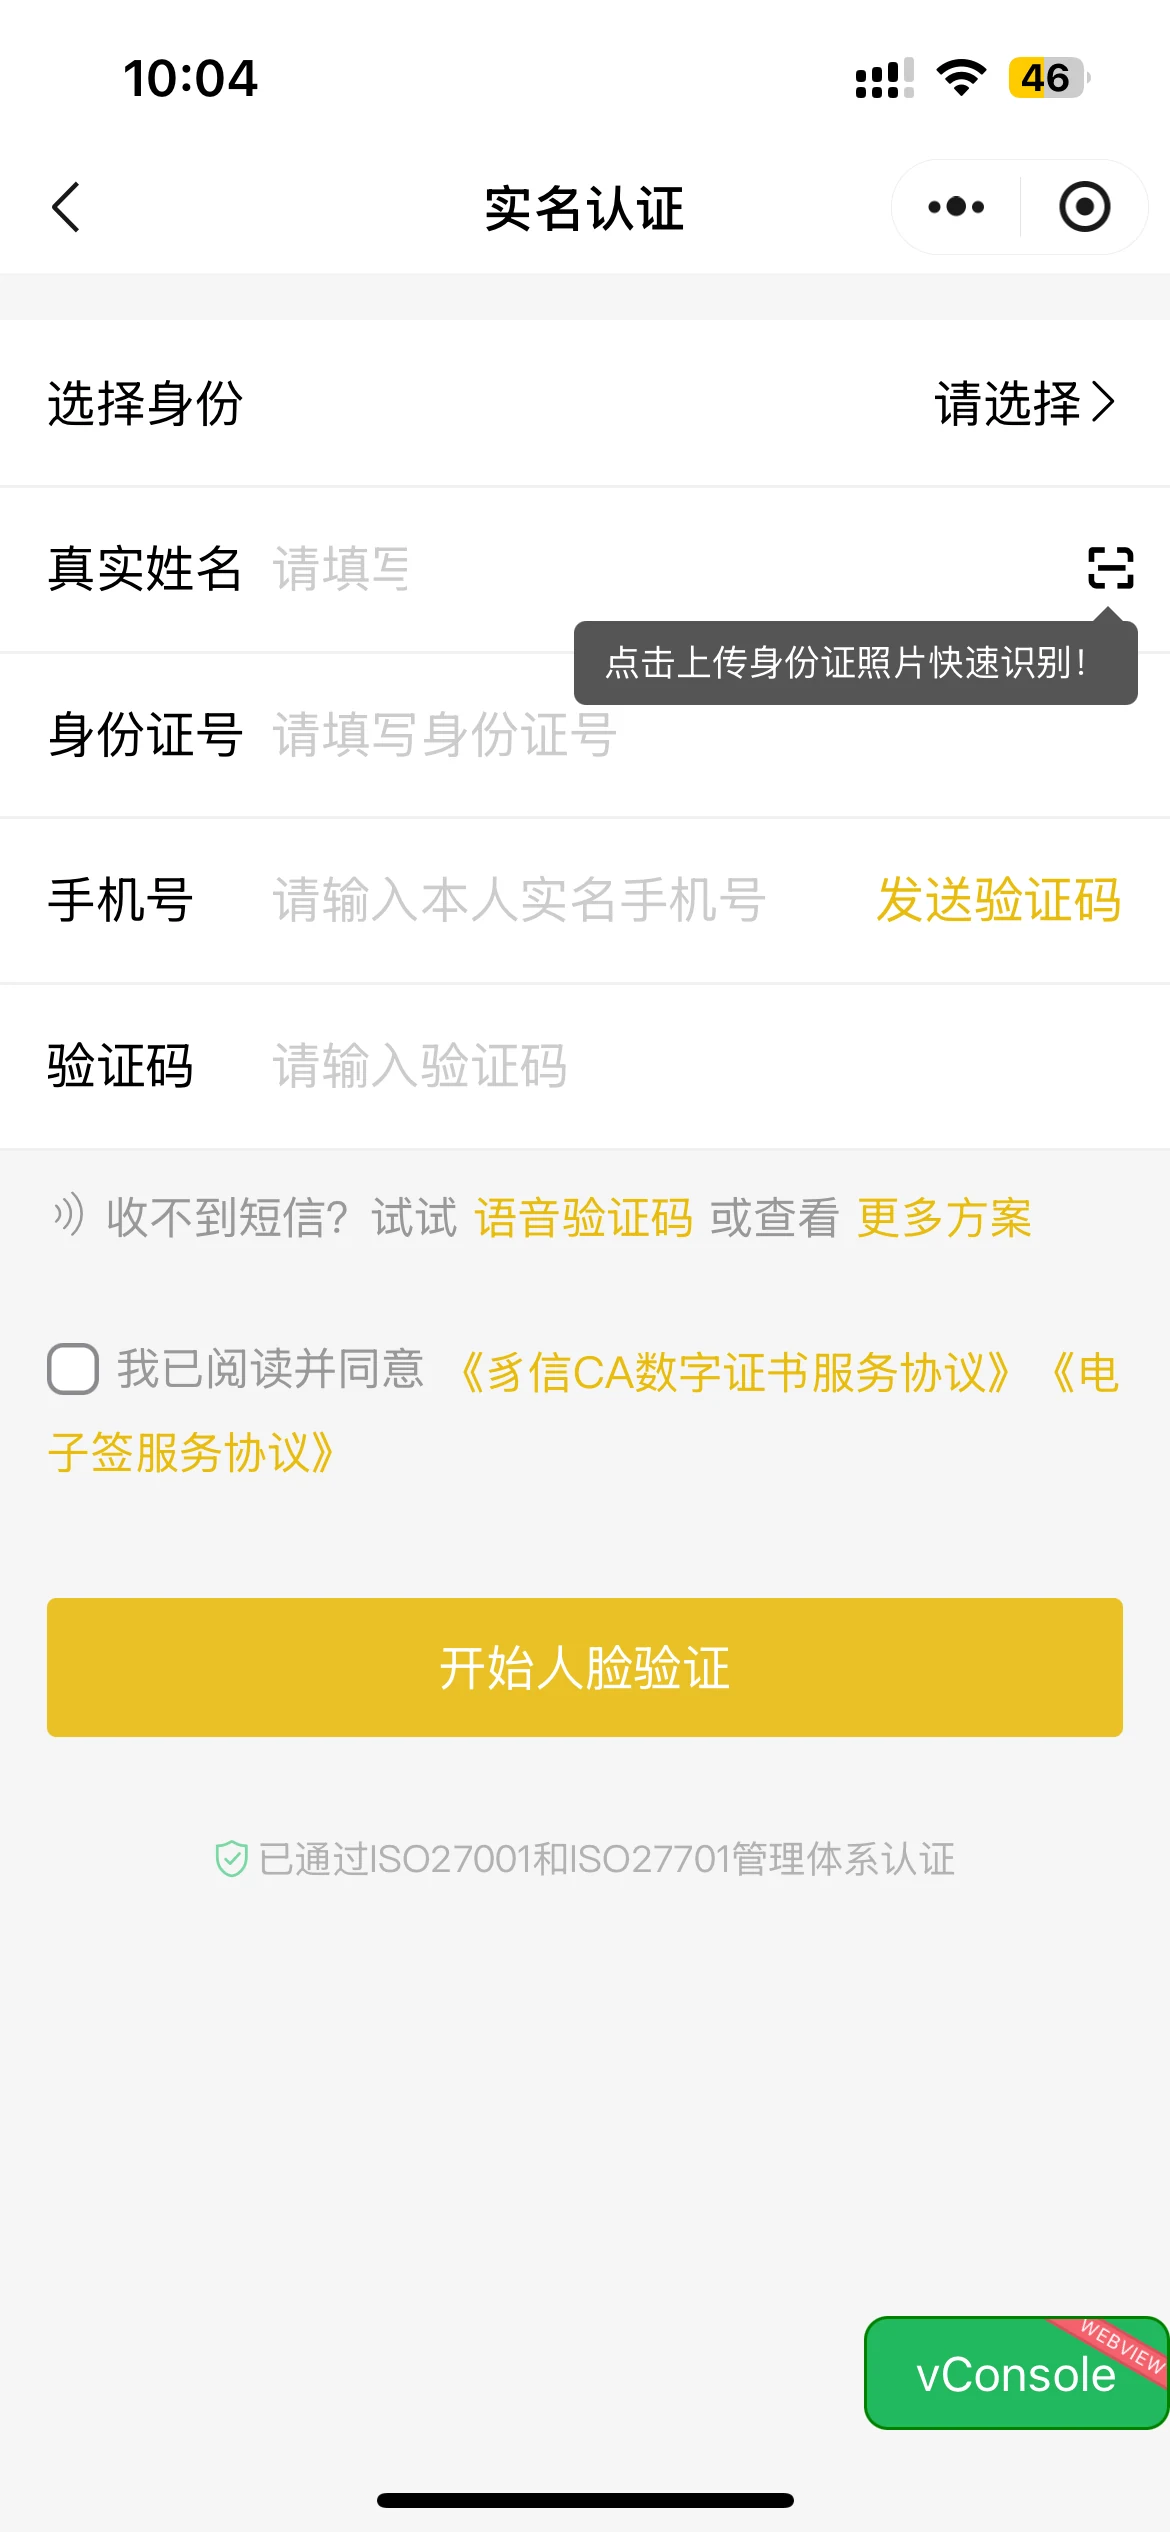 10:04
46
实名认证
选择身份
请选择
真实姓名 请填写
点击上传身份证照片快速识别！
身份证号 请填写身份证号
手机号 请输入本人实名手机号 发送验证码
验证码 请输入验证码
收不到短信？试试 语音验证码 或查看 更多方案
我已阅读并同意 《豸信CA数字证书服务协议》《电
子签服务协议》
开始人脸验证
已通过ISO27001和ISO27701管理体系认证
WEBVIEW
vConsole